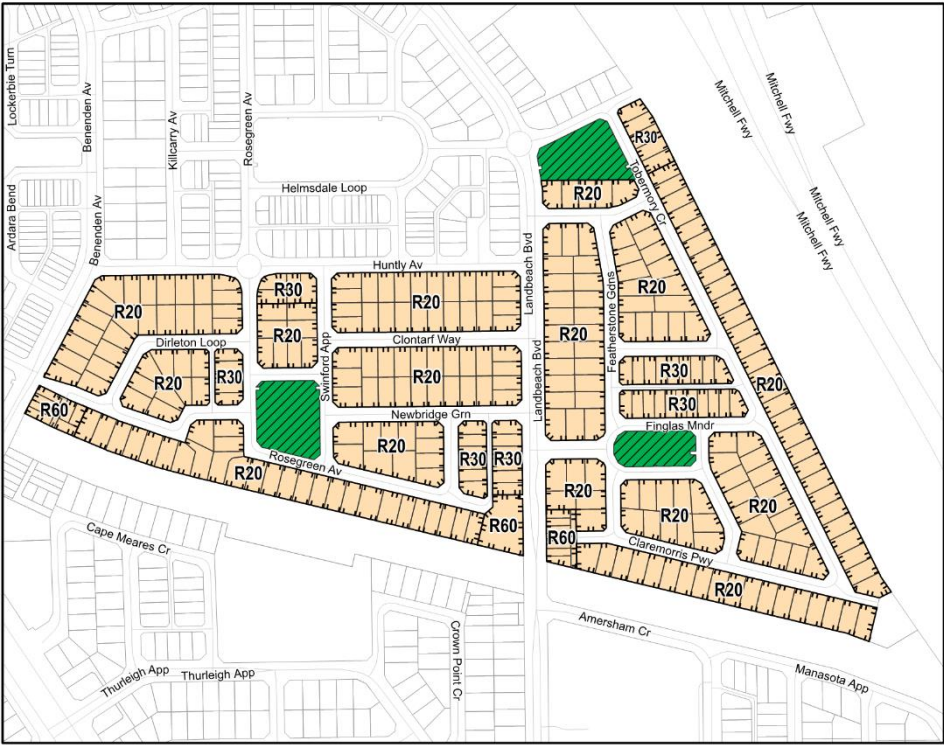 Lockerbie Turn
Benenden Av
Killcarry Av
Rosegreen Av
Mitchell Fwy
Mitchell Fwy
R30
Tobermory Cr
Helmsdale Loop
R20
Ardara Bend
Benenden Av
Mitchell Fwy
Mitchell Fwy
Huntly Av
Landbeach Bvd
Featherstone Gdns
R20
R30
R20
R20
R20
Swinford App
Clontarf Way
R20
Dirleton Loop
R20
R30
R20
Landbeach Bvd
R30
R20
R60
Newbridge Grn
R30
Finglas Mndr
R20
R30
R30
Rosegreen Av
R20
R20
R20
R20
R60
R60
Claremorris Pwy
Cape Meares Cr
R20
Crown Point Cr
Amersham Cr
Thurleigh App
Thurleigh App
Manasota App